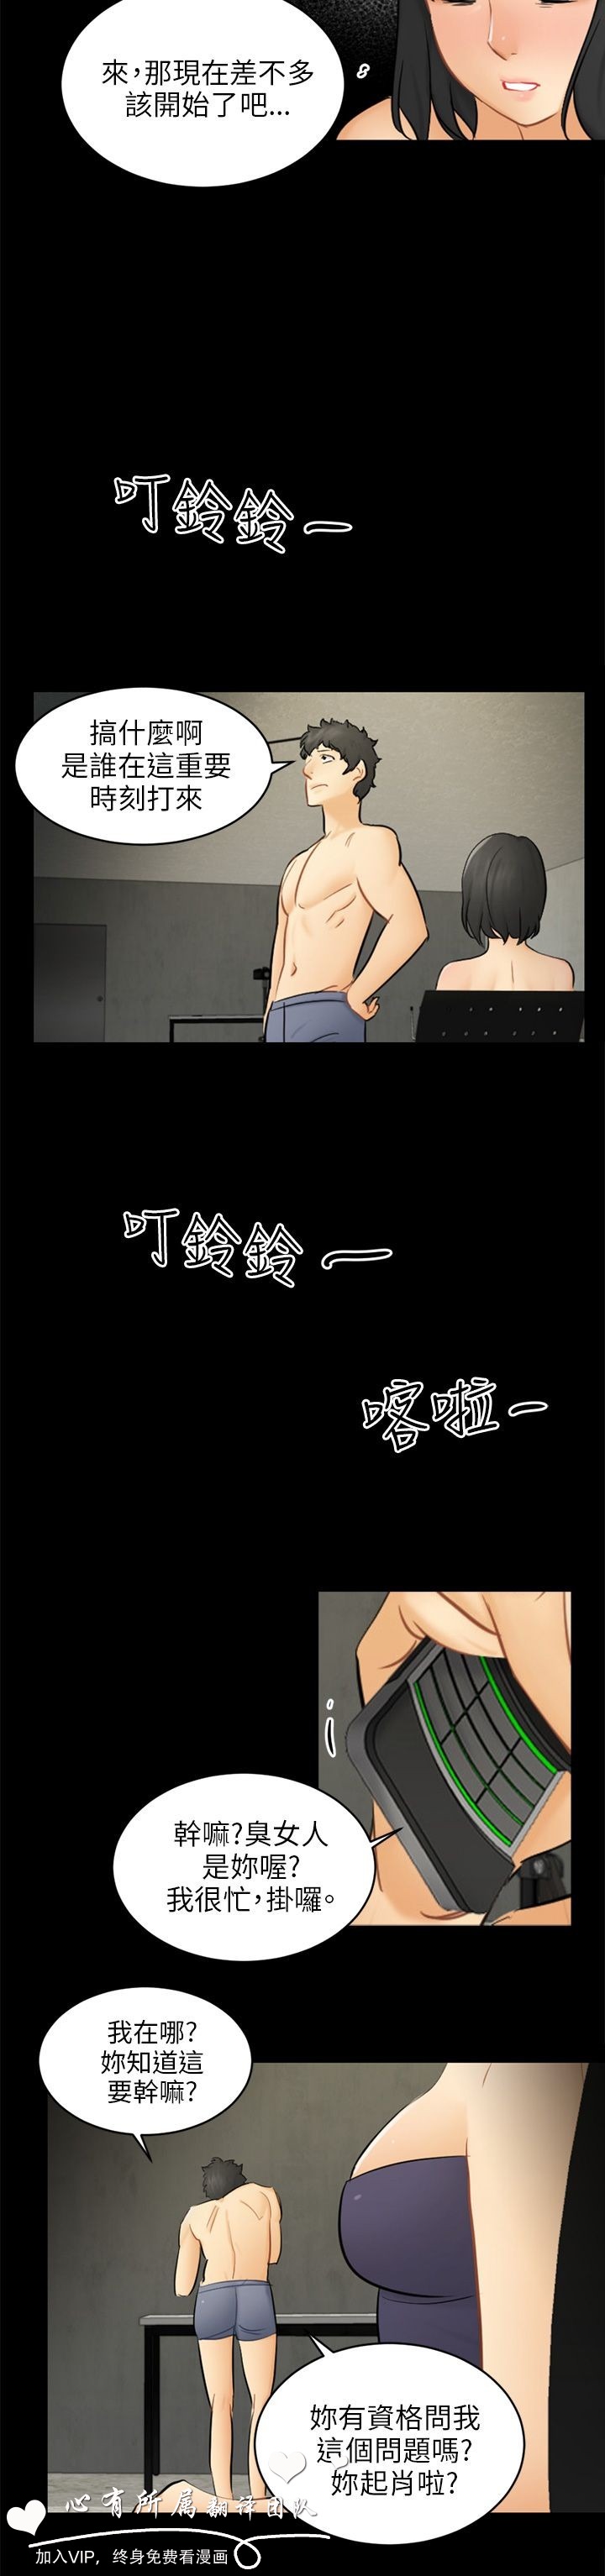 來，那現在差不多
該開始了吧…
叮鈴鈴一
搞什麼啊
是誰在這重要
時刻打來
叮鈴鈴一
喀啦一
幹嘛?臭女人
是妳喔?
我很忙，掛囉。
我在哪?
妳知道這
要幹嘛?
妳有資格問我
這個問題嗎?
妳起肖啦?
心有所属翻译团队
加入VIP，终身免费看漫画